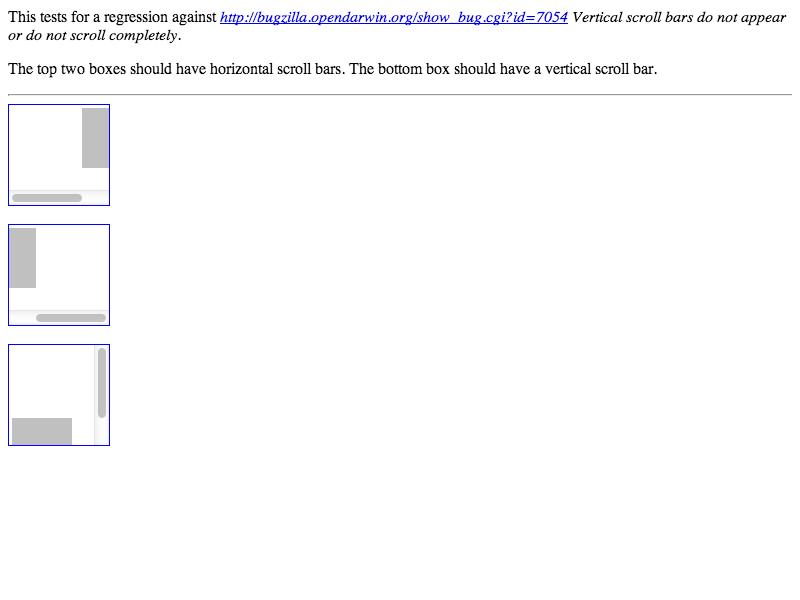 This tests for a regression against http://bugzilla.opendarwin.org/show_bug.cgi?id=7054 Vertical scroll bars do not appear
or do not scroll completely.
The top two boxes should have horizontal scroll bars. The bottom box should have a vertical scroll bar.